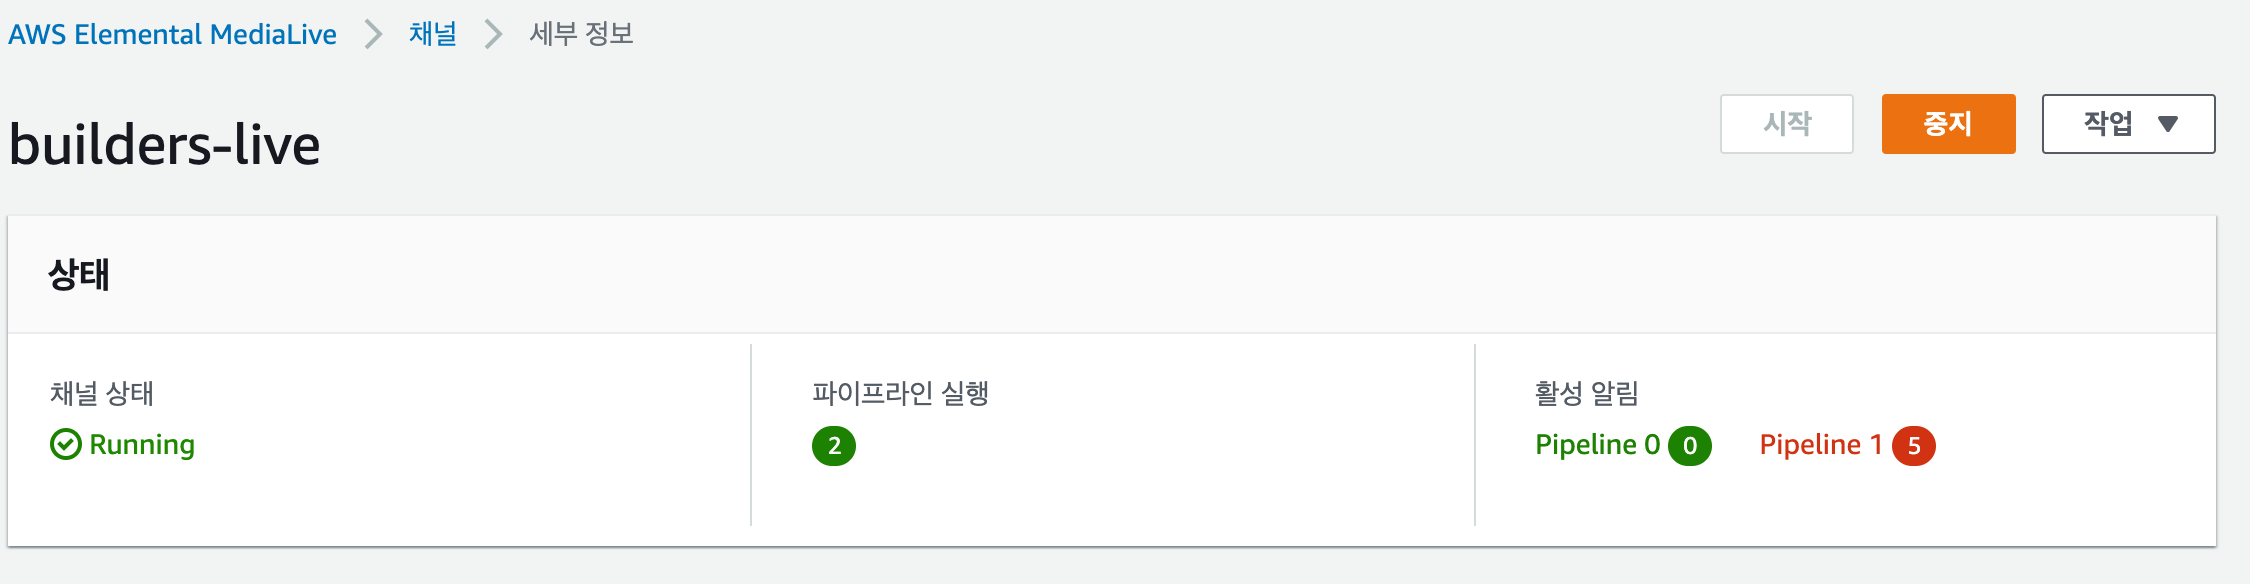 AWS Elemental MediaLive 채널 세부 정보
builders-live
시작 중지 작업
상태
채널 상태
Running
파이프라인 실행
2
활성 알림
Pipeline 0 0 Pipeline 1 5